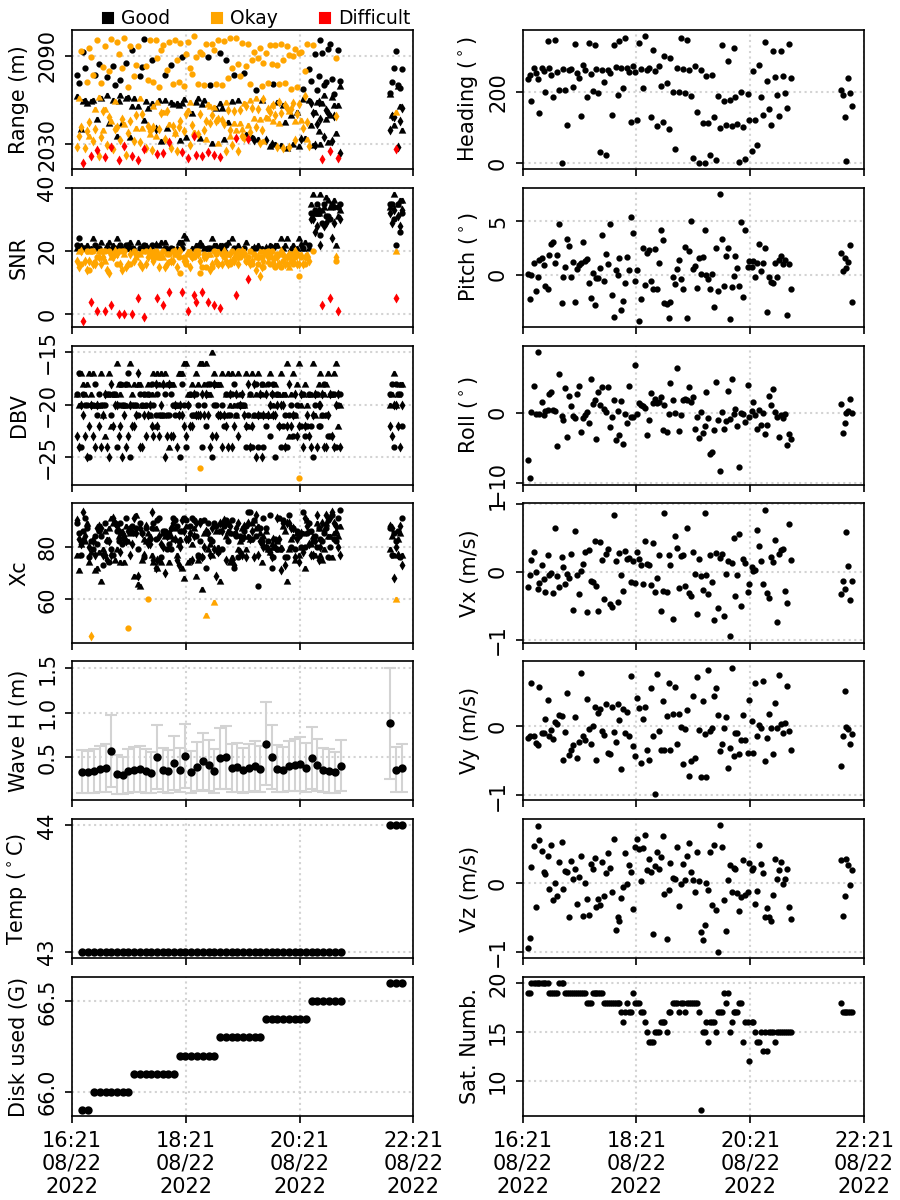 Good Okay Difficult
Range (m)
2090
2030
Heading (°)
200
0
SNR
40
20
0
Pitch (°)
5
0
DBV
−15
−20
−25
Roll (°)
0
−10
Xc
80
60
Vx (m/s)
1
0
−1
Wave H (m)
1.5
1.0
0.5
Vy (m/s)
0
−1
Temp (°C)
44
43
Vz (m/s)
0
−1
Disk used (G)
66.5
66.0
Sat. Numb.
20
15
10
16:21 18:21 20:21 22:21
08/22 08/22 08/22 08/22
2022 2022 2022 2022
16:21 18:21 20:21 22:21
08/22 08/22 08/22 08/22
2022 2022 2022 2022